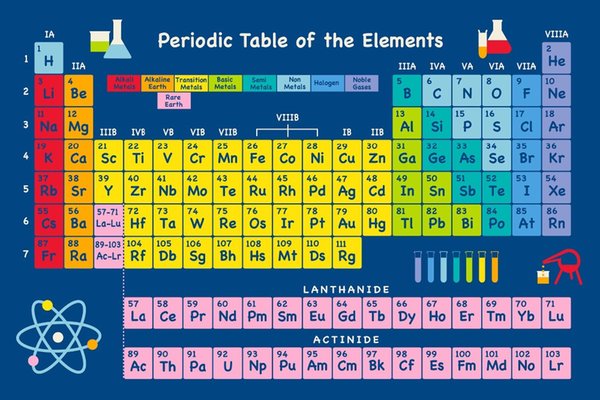 Periodic Table of the Elements
IA
VIIIA
1
1 H
2 He
IIA
IIIA IVA VA VIA VIIA
Alkali Metals
Alkaline Earth
Transition Metals
Basic Metals
Semi Metals
Non Metals
Halogen
Noble Gases
Rare Earth
2
3 Li 4 Be 5 B 6 C 7 N 8 O 9 F 10 Ne
3
11 Na 12 Mg 13 Al 14 Si 15 P 16 S 17 Cl 18 Ar
IIIB IVB VB VIB VIIB VIIIB IB IIB
4
19 K 20 Ca 21 Sc 22 Ti 23 V 24 Cr 25 Mn 26 Fe 27 Co 28 Ni 29 Cu 30 Zn 31 Ga 32 Ge 33 As 34 Se 35 Br 36 Kr
5
37 Rb 38 Sr 39 Y 40 Zr 41 Nb 42 Mo 43 Te 44 Ru 45 Rh 46 Pd 47 Ag 48 Cd 49 In 50 Sn 51 Sb 52 Te 53 I 54 Xe
6
55 Cs 56 Ba 57-71 La-Lu 72 Hf 73 Ta 74 W 75 Re 76 Os 77 Ir 78 Pt 79 Au 80 Hg 81 Tl 82 Pb 83 Bi 84 Po 85 At 86 Rn
7
87 Fr 88 Ra 89-103 Ac-Lr 104 Rf 105 Db 106 Sg 107 Bh 108 Hs 109 Mt 110 Ds 111 Rg
LANTHANIDE
57 La 58 Ce 59 Pr 60 Nd 61 Pm 62 Sm 63 Eu 64 Gd 65 Tb 66 Dy 67 Ho 68 Er 69 Tm 70 Yb 71 Lu
ACTINIDE
89 Ac 90 Th 91 Pa 92 U 93 Np 94 Pu 95 Am 96 Cm 97 Bk 98 Cf 99 Es 100 Fm 101 Md 102 No 103 Lr